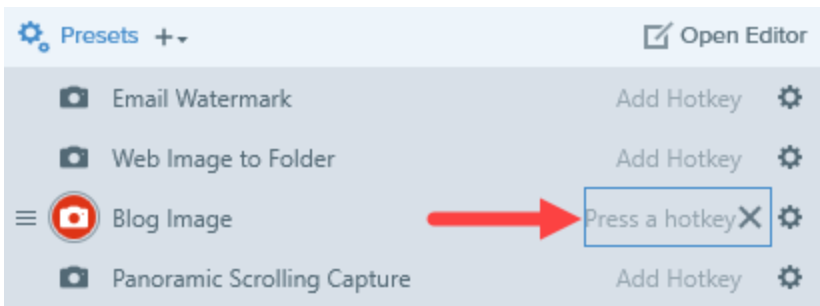 Presets + Open Editor
Email Watermark Add Hotkey
Web Image to Folder Add Hotkey
Blog Image Press a hotkey
Panoramic Scrolling Capture Add Hotkey